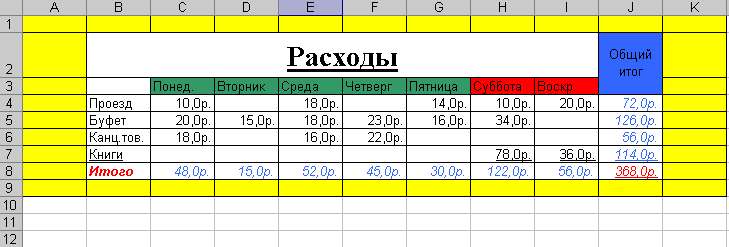 A B C D E F G H I J K
1
2 Расходы Общий итог
3 Понед. Вторник Среда Четверг Пятница Суббота Воскр.
4 Проезд 10,0р. 18,0р. 14,0р. 10,0р. 20,0р. 72,0р.
5 Буфет 20,0р. 15,0р. 18,0р. 23,0р. 16,0р. 34,0р. 126,0р.
6 Канц.тов. 18,0р. 16,0р. 22,0р. 56,0р.
7 Книги 78,0р. 36,0р. 114,0р.
8 Итого 48,0р. 15,0р. 52,0р. 45,0р. 30,0р. 122,0р. 56,0р. 368,0р.
9
10
11
12